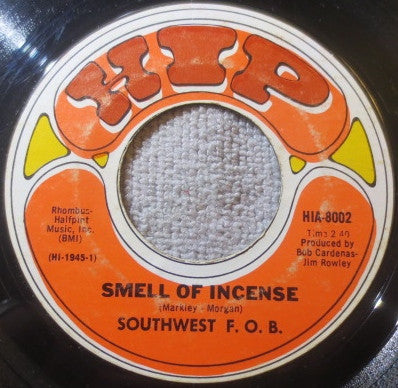 HIP
Rhombus-
Halfpint
Music, Inc.
(BMI)
(HI-1945-1)
HIA-8002
Time 2:40
Produced by
Bob Cardenas-
Jim Rowley
SMELL OF INCENSE
(Markley - Morgan)
SOUTHWEST F. O. B.